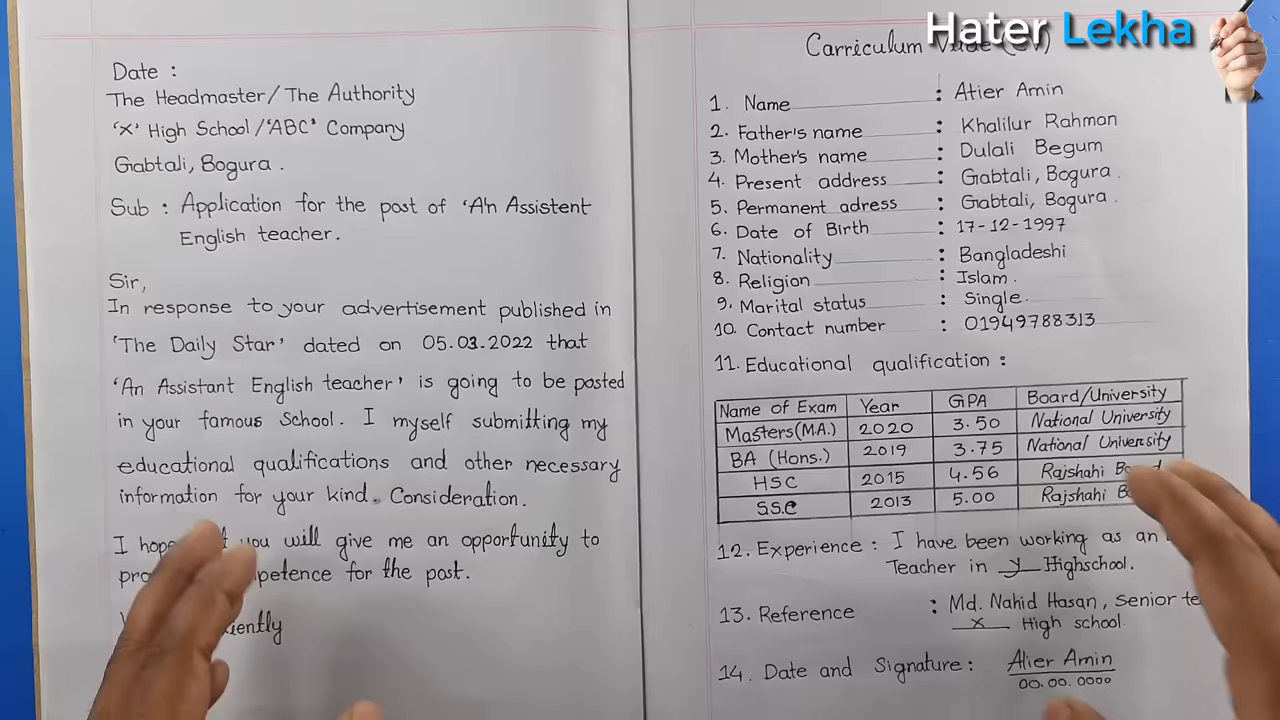 Hater Lekha
Date :
The Headmaster/ The Authority
'X' High School /'ABC' Company
Gabtali, Bogura .
Sub : Application for the post of 'An Assistent
English teacher.
Sir,
In response to your advertisement published in
'The Daily Star' dated on 05.03.2022 that
'An Assistant English teacher' is going to be posted
in your famous School. I myself submitting my
educational qualifications and other necessary
information for your kind. Consideration.
I you will give me an opportunity to
for the post.
Carriculum
1. Name : Atier Amin
2. Father's name : Khalilur Rahman
3. Mother's name : Dulali Begum
4. Present address : Gabtali, Bogura .
5. Permanent adress : Gabtali, Bogura .
6. Date of Birth : 17-12-1997
7. Nationality : Bangladeshi
8. Religion : Islam.
9. Marital status : Single.
10. Contact number : 01949788313
11. Educational qualification :
Name of Exam Year GPA Board/University
Masters(M.A.) 2020 3.50 National University
BA (Hons.) 2019 3.75 National University
HSC 2015 4.56 Rajshahi
S.S.C 2013 5.00 Rajshahi
12. Experience : I have been working as an
Teacher in y Highschool.
13. Reference : Md. Nahid Hasan, Senior
X High school.
14. Date and Signature : Atier Amin
00.00.0000